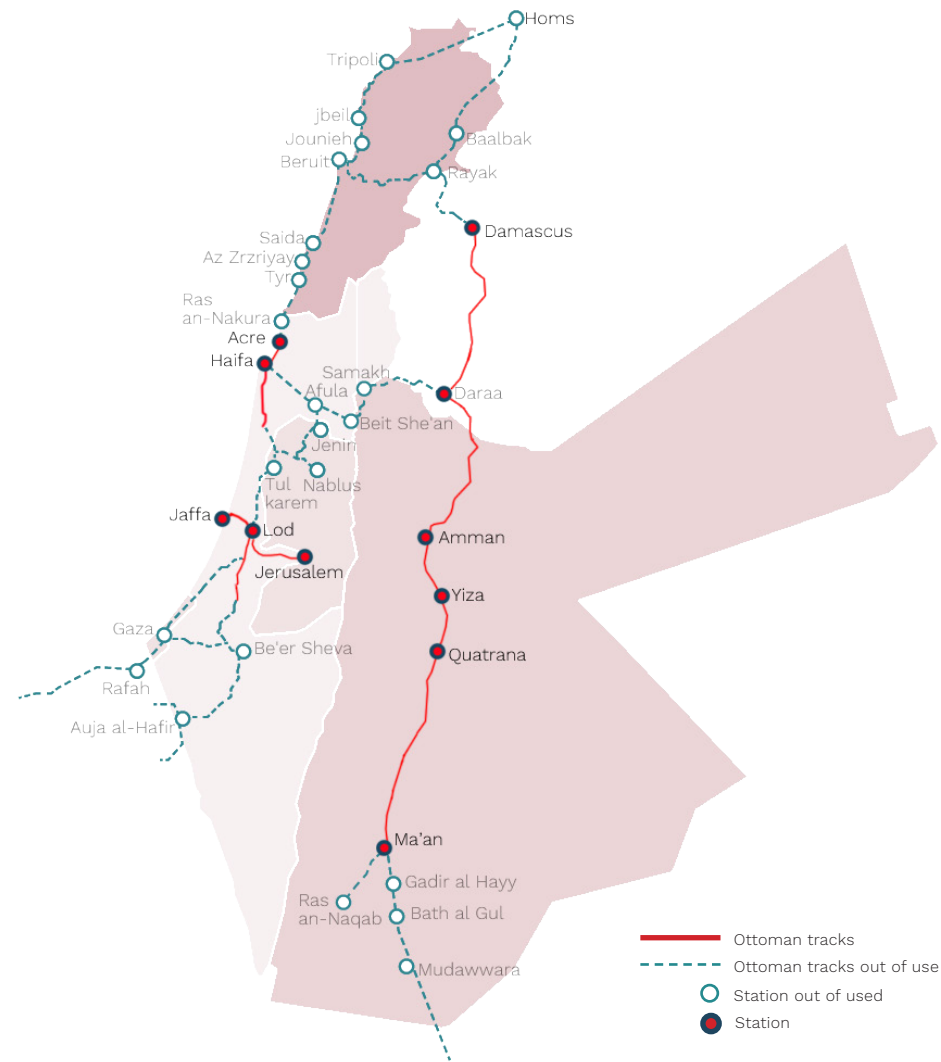 Homs
Tripoli
jbeil
Jounieh
Baalbak
Beruit
Rayak
Damascus
Saida
Az Zrzriyay
Tyr
Ras
an-Nakura
Acre
Haifa
Samakh
Afula
Daraa
Beit She'an
Jenin
Tul
karem
Nablus
Jaffa
Lod
Amman
Jerusalem
Yiza
Gaza
Be'er Sheva
Quatrana
Rafah
Auja al-Hafir
Ma'an
Gadir al Hayy
Ras
an-Naqab
Bath al Gul
Mudawwara
Ottoman tracks
Ottoman tracks out of use
Station out of used
Station